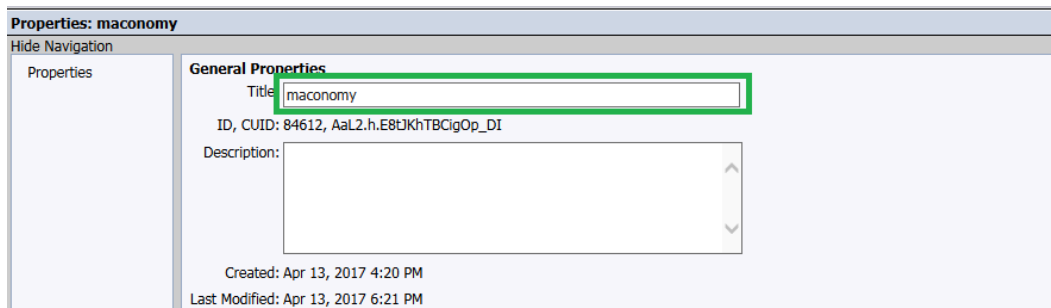 Properties: maconomy
Hide Navigation
Properties
General Properties
Title maconomy
ID, CUID: 84612, AaL2.h.E8tJKhTBCigOp_DI
Description:
Created: Apr 13, 2017 4:20 PM
Last Modified: Apr 13, 2017 6:21 PM